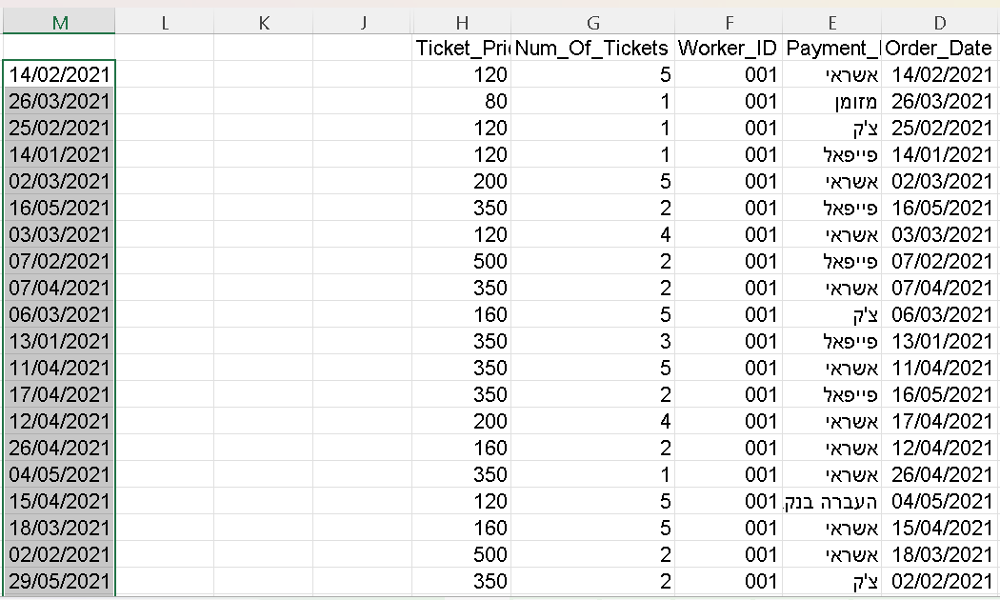 M L K J H G F E D
Ticket_Pri Num_Of_Tickets Worker_ID Payment_ Order_Date
14/02/2021 120 5 001 אשראי 14/02/2021
26/03/2021 80 1 001 מזומן 26/03/2021
25/02/2021 120 1 001 צ'ק 25/02/2021
14/01/2021 120 1 001 פייפאל 14/01/2021
02/03/2021 200 5 001 אשראי 02/03/2021
16/05/2021 350 2 001 פייפאל 16/05/2021
03/03/2021 120 4 001 אשראי 03/03/2021
07/02/2021 500 2 001 פייפאל 07/02/2021
07/04/2021 350 2 001 אשראי 07/04/2021
06/03/2021 160 5 001 צ'ק 06/03/2021
13/01/2021 350 3 001 פייפאל 13/01/2021
11/04/2021 350 5 001 אשראי 11/04/2021
17/04/2021 350 2 001 פייפאל 16/05/2021
12/04/2021 200 4 001 אשראי 17/04/2021
26/04/2021 160 2 001 אשראי 12/04/2021
04/05/2021 350 1 001 אשראי 26/04/2021
15/04/2021 120 5 001 העברה בנק 04/05/2021
18/03/2021 160 5 001 אשראי 15/04/2021
02/02/2021 500 2 001 אשראי 18/03/2021
29/05/2021 350 2 001 צ'ק 02/02/2021